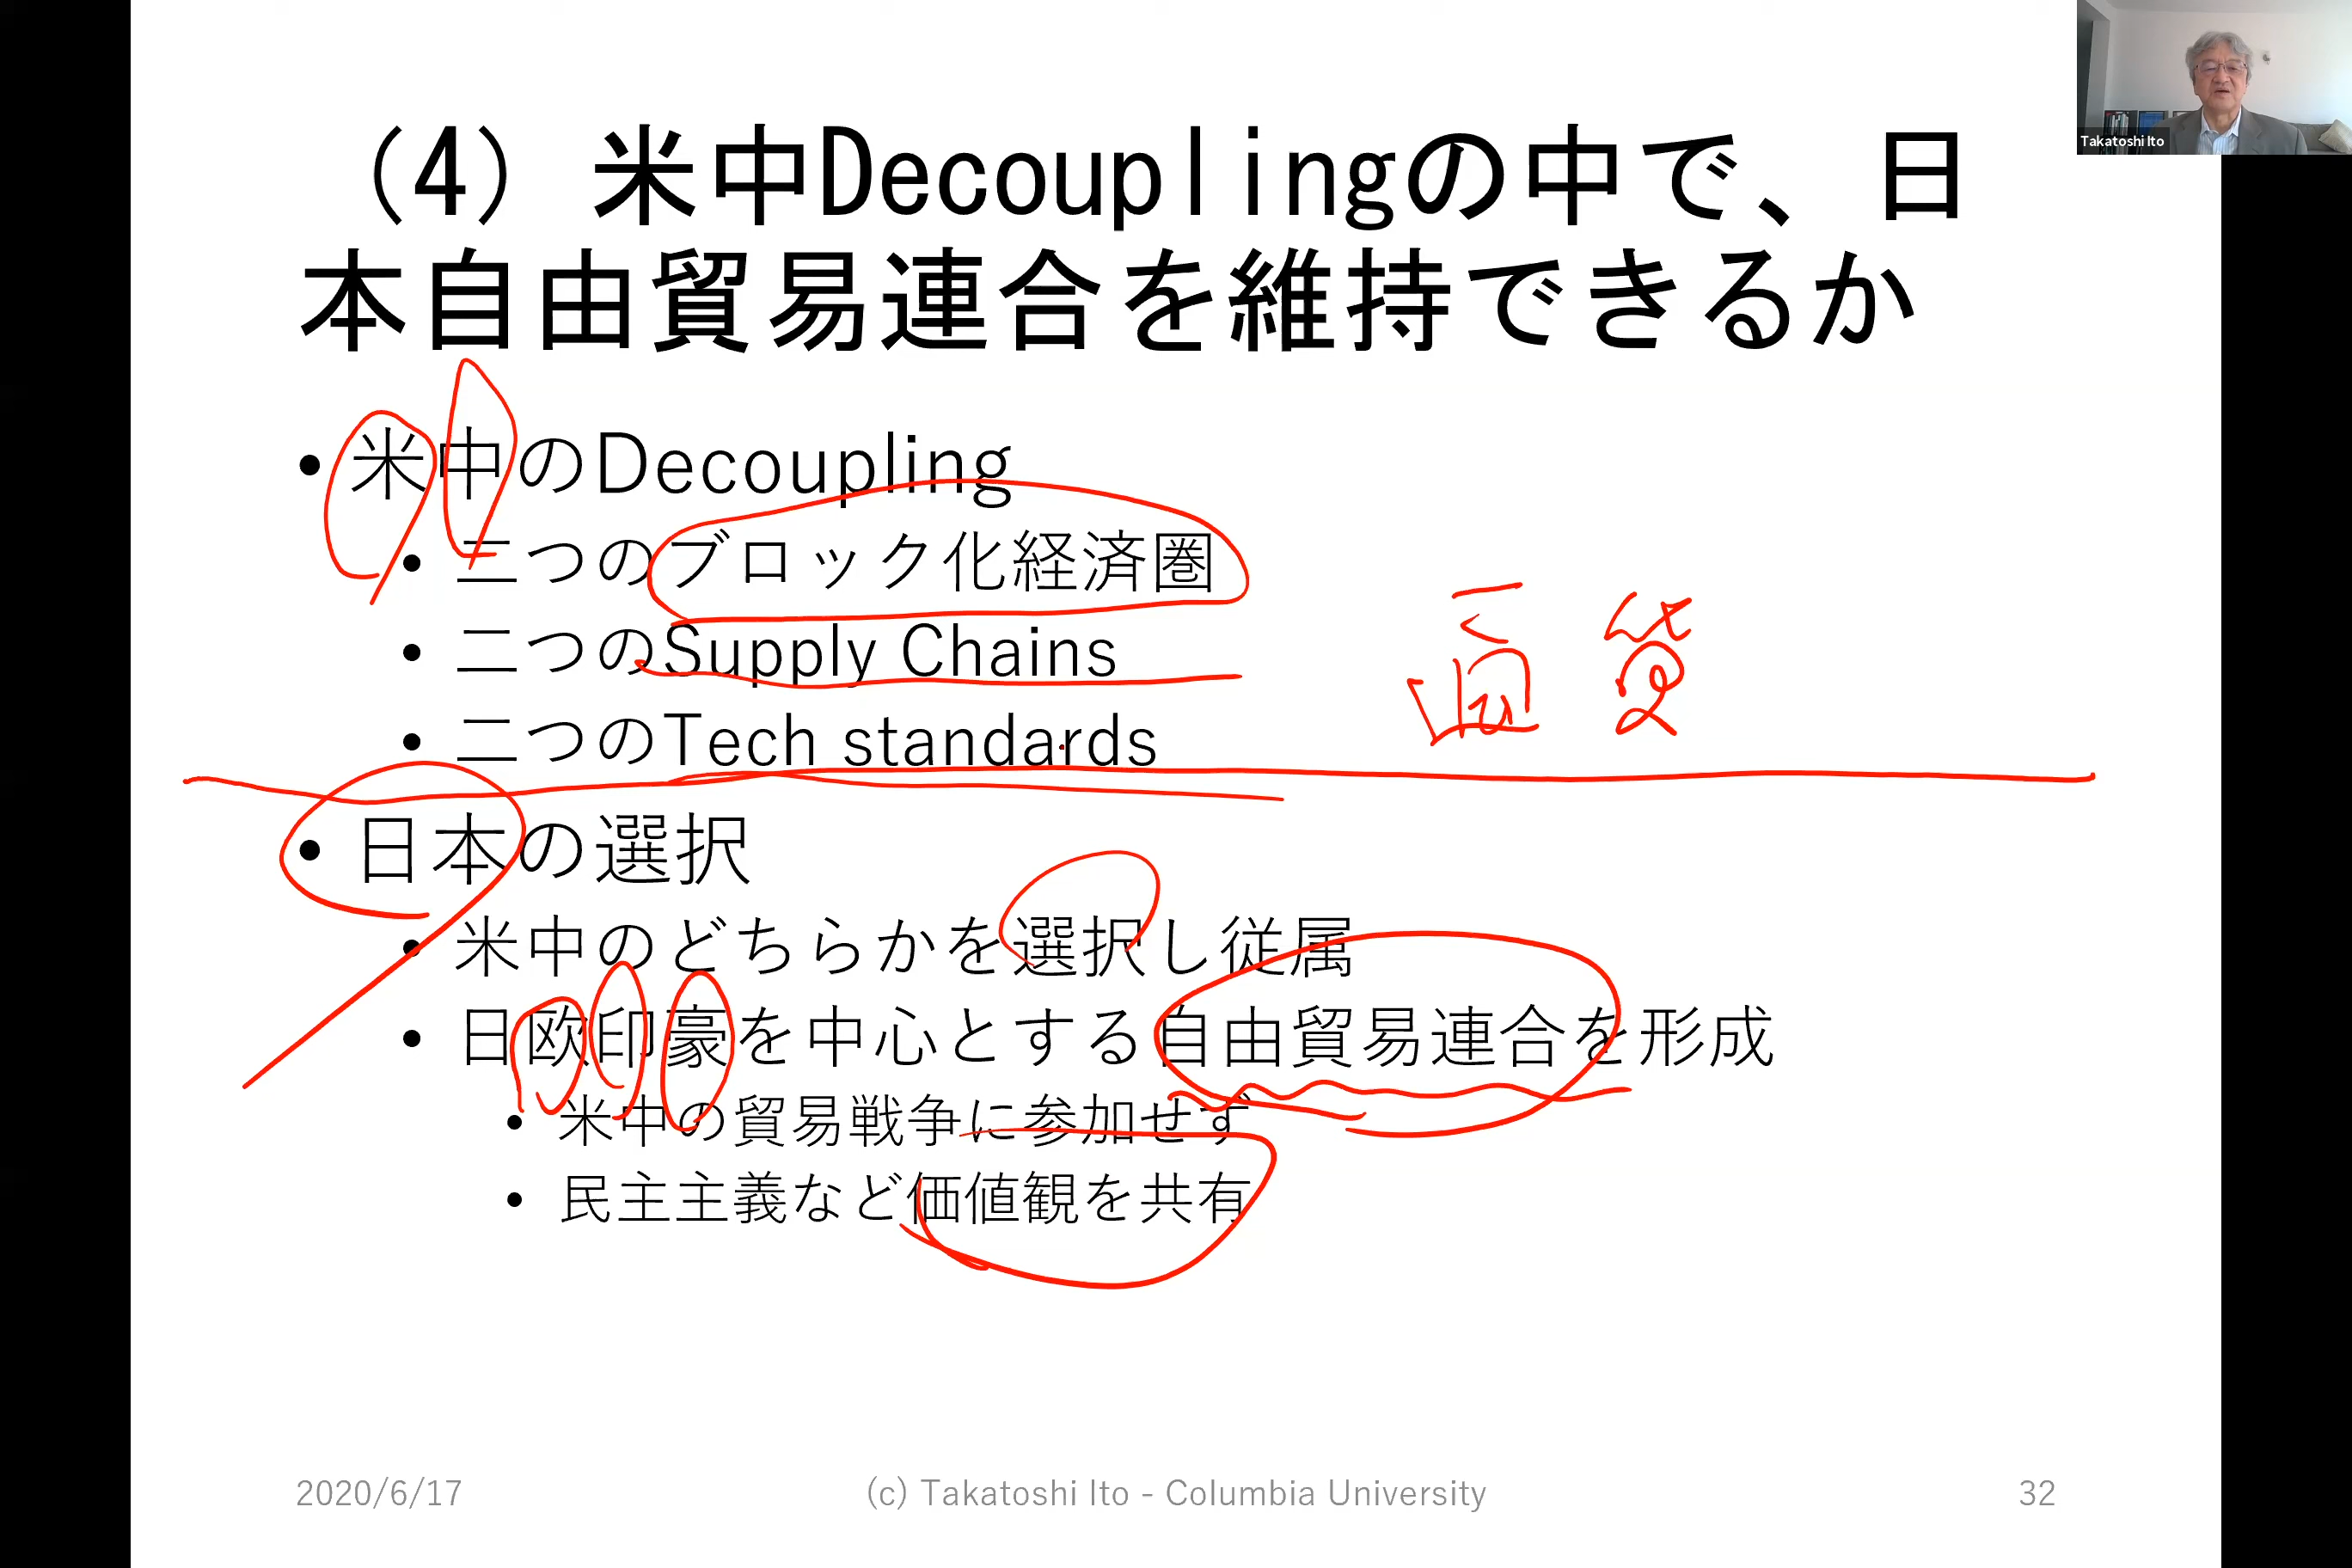 Takatoshi Ito
(4) 米中Decouplingの中で、日
本自由貿易連合を維持できるか
• 米中のDecoupling
• 二つのブロック化経済圏
• 二つのSupply Chains
通貨
• 二つのTech standards
• 日本の選択
• 米中のどちらかを選択し従属
• 日欧印豪を中心とする自由貿易連合を形成
• 米中の貿易戦争に参加せず
• 民主主義など価値観を共有
2020/6/17
(c) Takatoshi Ito - Columbia University
32